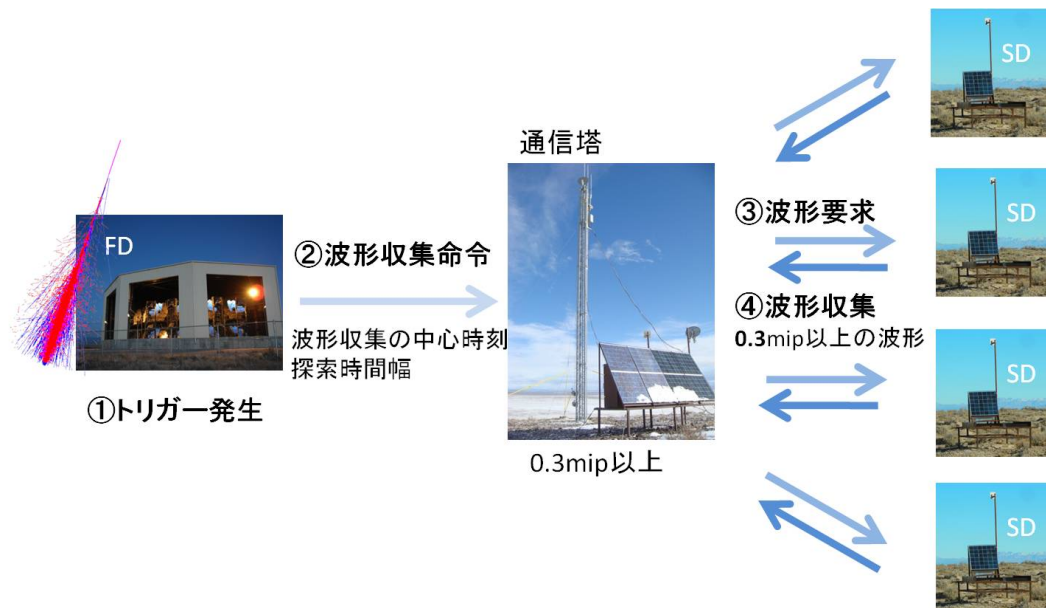 FD
①トリガー発生
②波形収集命令
波形収集の中心時刻
探索時間幅
通信塔
0.3mip以上
③波形要求
④波形収集
0.3mip以上の波形
SD
SD
SD
SD